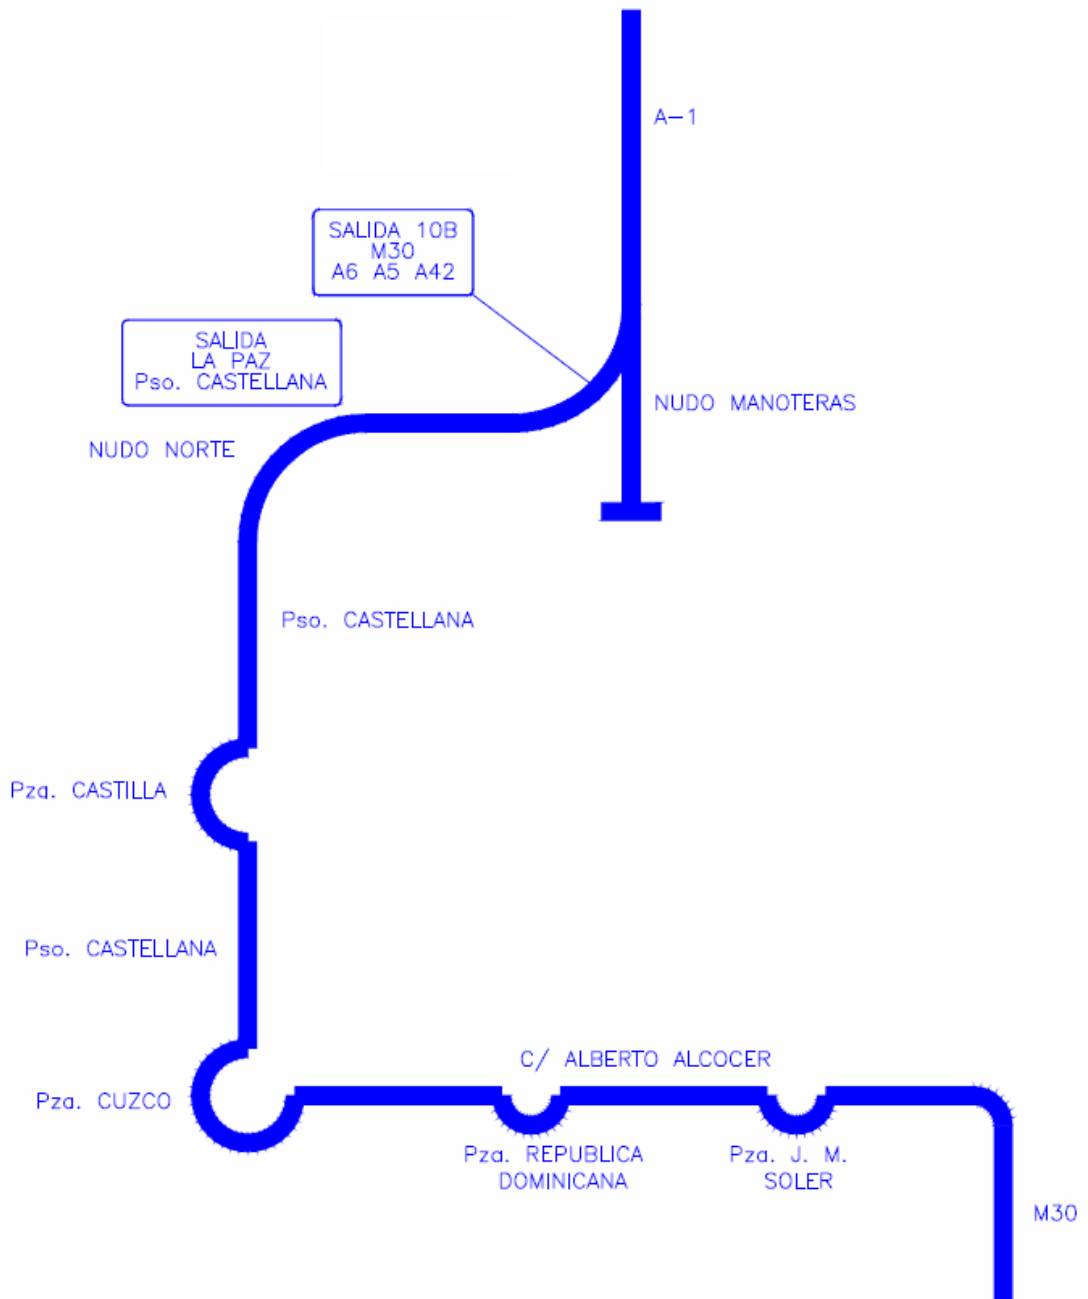 A-1
SALIDA 10B
M30
A6 A5 A42
SALIDA
LA PAZ
Pso. CASTELLANA
NUDO MANOTERAS
NUDO NORTE
Pso. CASTELLANA
Pza. CASTILLA
Pso. CASTELLANA
C/ ALBERTO ALCOCER
Pza. CUZCO
Pza. REPUBLICA
DOMINICANA
Pza. J. M.
SOLER
M30